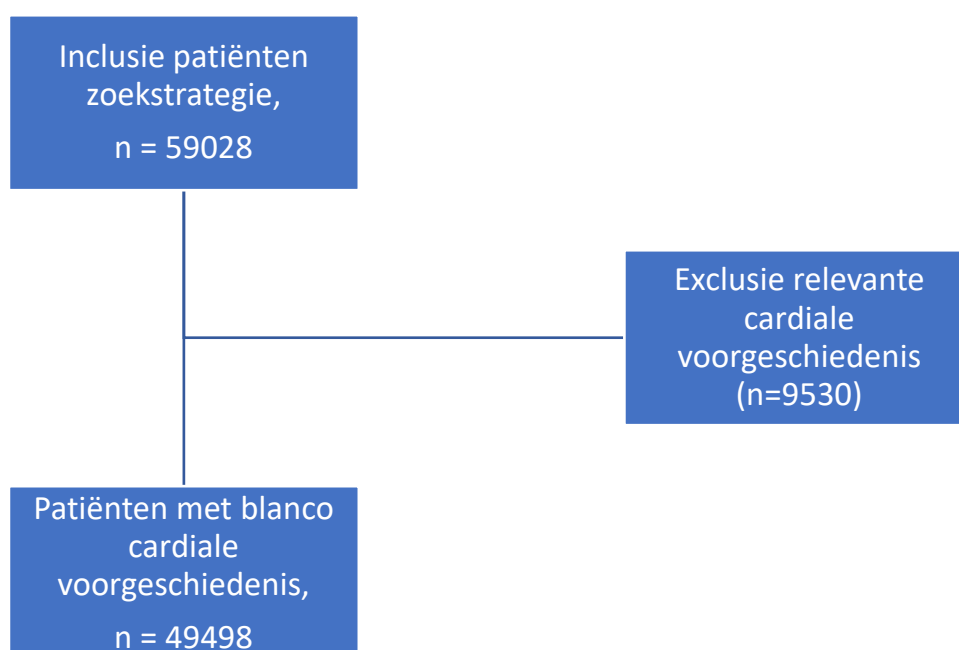 Inclusie patiënten
zoekstrategie,
n = 59028
Exclusie relevante
cardiale
voorgeschiedenis
(n=9530)
Patiënten met blanco
cardiale
voorgeschiedenis,
n = 49498